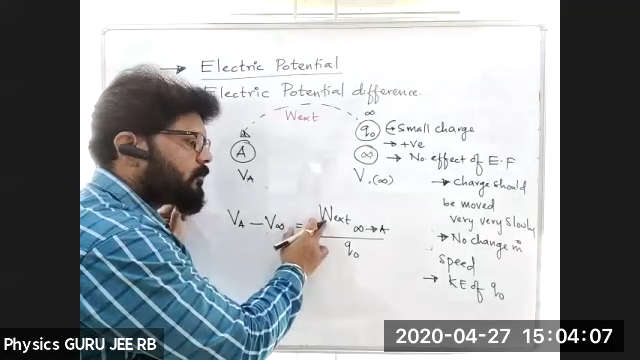 → Electric Potential
Electric Potential difference.
Wext
∞
A
q₀ → Small charge
→ +ve
∞ → No effect of E.F
VA
V.(∞)
→ charge should
be moved
very very slowly
→ No change in
speed
→ KE of q₀
VA – V∞ = Wext ∞→A
q₀
Physics GURU JEE RB
2020-04-27 15:04:07